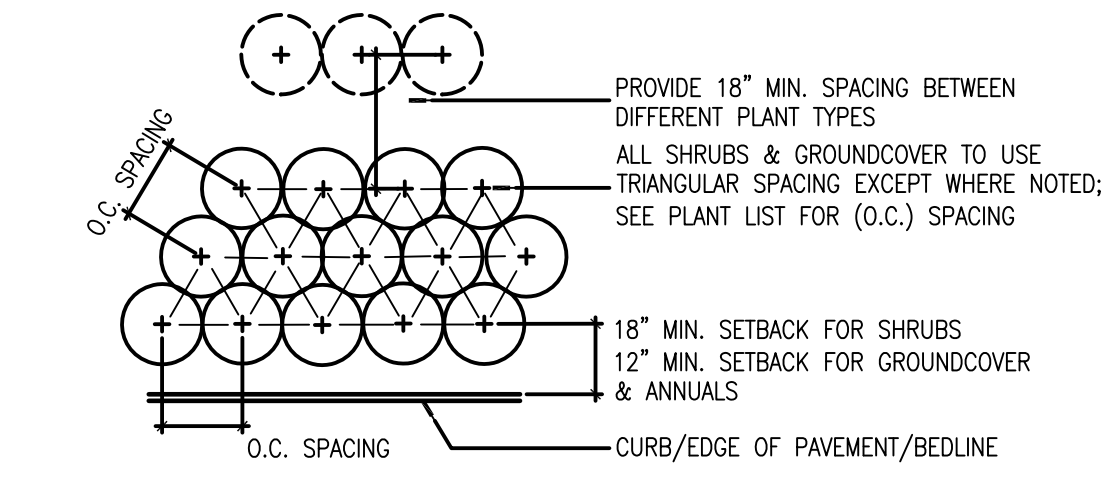 PROVIDE 18" MIN. SPACING BETWEEN
DIFFERENT PLANT TYPES
ALL SHRUBS & GROUNDCOVER TO USE
TRIANGULAR SPACING EXCEPT WHERE NOTED;
SEE PLANT LIST FOR (O.C.) SPACING
O.C. SPACING
18" MIN. SETBACK FOR SHRUBS
12" MIN. SETBACK FOR GROUNDCOVER
& ANNUALS
O.C. SPACING
CURB/EDGE OF PAVEMENT/BEDLINE